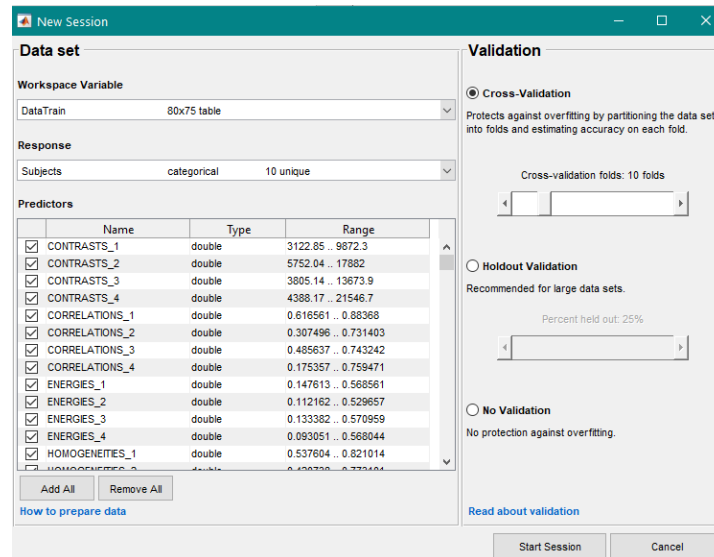 New Session
Data set
Workspace Variable
DataTrain 80x75 table
Response
Subjects categorical 10 unique
Predictors
Name Type Range
CONTRASTS_1 double 3122.85 .. 9872.3
CONTRASTS_2 double 5752.04 .. 17882
CONTRASTS_3 double 3805.14 .. 13673.9
CONTRASTS_4 double 4388.17 .. 21546.7
CORRELATIONS_1 double 0.616561 .. 0.88368
CORRELATIONS_2 double 0.307496 .. 0.731403
CORRELATIONS_3 double 0.485637 .. 0.743242
CORRELATIONS_4 double 0.175357 .. 0.759471
ENERGIES_1 double 0.147613 .. 0.568561
ENERGIES_2 double 0.112162 .. 0.529657
ENERGIES_3 double 0.133382 .. 0.570959
ENERGIES_4 double 0.093051 .. 0.568044
HOMOGENEITIES_1 double 0.537604 .. 0.821014
Add All Remove All
How to prepare data
Validation
Cross-Validation
Protects against overfitting by partitioning the data set
into folds and estimating accuracy on each fold.
Cross-validation folds: 10 folds
Holdout Validation
Recommended for large data sets.
Percent held out: 25%
No Validation
No protection against overfitting.
Read about validation
Start Session Cancel